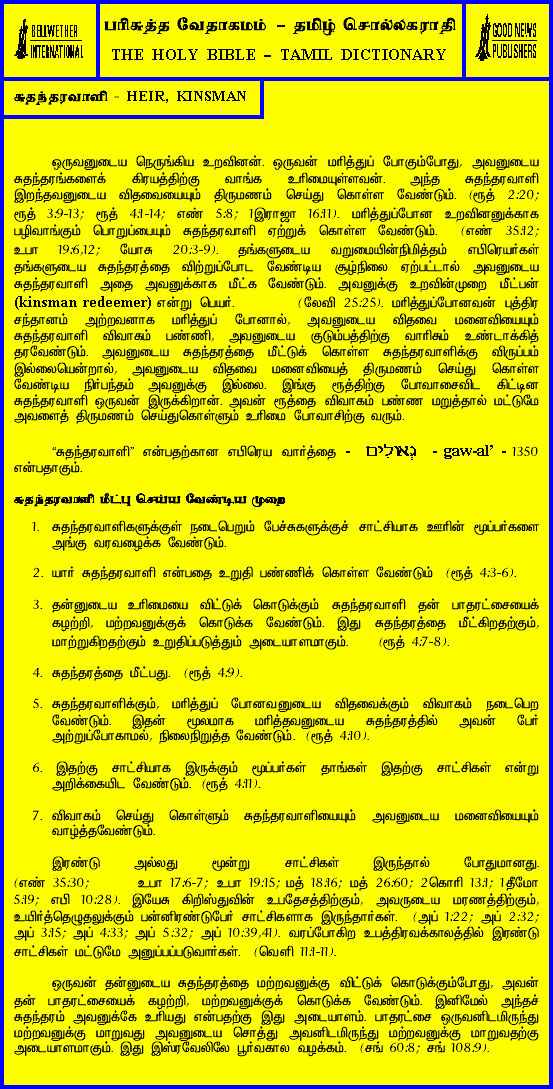 BELLWETHER
INTERNATIONAL
பரிசுத்த வேதாகமம் – தமிழ் சொல்லகராதி
THE HOLY BIBLE – TAMIL DICTIONARY
GOOD NEWS
PUBLISHERS
சுதந்தரவாளி - HEIR, KINSMAN
ஒருவனுடைய நெருங்கிய உறவினன். ஒருவன் மரித்துப் போகும்போது, அவனுடைய
சுதந்தரங்களைக் கிரயத்திற்கு வாங்க உரிமையுள்ளவன். அந்த சுதந்தரவாளி
இறந்தவனுடைய விதவையையும் திருமணம் செய்து கொள்ள வேண்டும். (ரூத் 2:20;
ரூத் 3:9-13; ரூத் 4:1-14; எண் 5:8; 1இராஜா 16:11). மரித்துப்போன உறவினனுக்காக
பழிவாங்கும் பொறுப்பையும் சுதந்தரவாளி ஏற்றுக் கொள்ள வேண்டும். (எண் 35:12;
உபா 19:6,12; யோசு 20:3-9). தங்களுடைய வறுமையின்நிமித்தம் எபிரெயர்கள்
தங்களுடைய சுதந்தரத்தை விற்றுப்போட வேண்டிய சூழ்நிலை ஏற்பட்டால் அவனுடைய
சுதந்தரவாளி அதை அவனுக்காக மீட்க வேண்டும். அவனுக்கு உறவின்முறை மீட்பன்
(kinsman redeemer) என்று பெயர். (லேவி 25:25). மரித்துப்போனவன் புத்திர
சந்தானம் அற்றவனாக மரித்துப் போனால், அவனுடைய விதவை மனைவியையும்
சுதந்தரவாளி விவாகம் பண்ணி, அவனுடைய குடும்பத்திற்கு வாரிசும் உண்டாக்கித்
தரவேண்டும். அவனுடைய சுதந்தரத்தை மீட்டுக் கொள்ள சுதந்தரவாளிக்கு விருப்பம்
இல்லையென்றால், அவனுடைய விதவை மனைவியைத் திருமணம் செய்து கொள்ள
வேண்டிய நிர்பந்தம் அவனுக்கு இல்லை. இங்கு ரூத்திற்கு போவாசைவிட கிட்டின
சுதந்தரவாளி ஒருவன் இருக்கிறான். அவன் ரூத்தை விவாகம் பண்ண மறுத்தால் மட்டுமே
அவளைத் திருமணம் செய்துகொள்ளும் உரிமை போவாசிற்கு வரும்.
“சுதந்தரவாளி” என்பதற்கான எபிரெய வார்த்தை - - gaw-al’ - 1350
என்பதாகும்.
சுதந்தரவாளி மீட்பு செய்ய வேண்டிய முறை
1. சுதந்தரவாளிகளுக்குள் நடைபெறும் பேச்சுகளுக்குச் சாட்சியாக ஊரின் மூப்பர்களை
அங்கு வரவழைக்க வேண்டும்.
2. யார் சுதந்தரவாளி என்பதை உறுதி பண்ணிக் கொள்ள வேண்டும் (ரூத் 4:3-6).
3. தன்னுடைய உரிமையை விட்டுக் கொடுக்கும் சுதந்தரவாளி தன் பாதரட்சையைக்
கழற்றி, மற்றவனுக்குக் கொடுக்க வேண்டும். இது சுதந்தரத்தை மீட்கிறதற்கும்,
மாற்றுகிறதற்கும் உறுதிப்படுத்தும் அடையாளமாகும். (ரூத் 4:7-8).
4. சுதந்தரத்தை மீட்பது. (ரூத் 4:9).
5. சுதந்தரவாளிக்கும், மரித்துப் போனவனுடைய விதவைக்கும் விவாகம் நடைபெற
வேண்டும். இதன் மூலமாக மரித்தவனுடைய சுதந்தரத்தில் அவன் பேர்
அற்றுப்போகாமல், நிலைநிறுத்த வேண்டும். (ரூத் 4:10).
6. இதற்கு சாட்சியாக இருக்கும் மூப்பர்கள் தாங்கள் இதற்கு சாட்சிகள் என்று
அறிக்கையிட வேண்டும். (ரூத் 4:11).
7. விவாகம் செய்து கொள்ளும் சுதந்தரவாளியையும் அவனுடைய மனைவியையும்
வாழ்த்தவேண்டும்.
இரண்டு அல்லது மூன்று சாட்சிகள் இருந்தால் போதுமானது.
(எண் 35:30; உபா 17:6-7; உபா 19:15; மத் 18:16; மத் 26:60; 2கொரி 13:1; 1தீமோ
5:19; எபி 10:28). இயேசு கிறிஸ்துவின் உபதேசத்திற்கும், அவருடைய மரணத்திற்கும்,
உயிர்த்தெழுதலுக்கும் பன்னிரண்டுபேர் சாட்சிகளாக இருந்தார்கள். (அப் 1:22; அப் 2:32;
அப் 3:15; அப் 4:33; அப் 5:32; அப் 10:39,41). வரப்போகிற உபத்திரவக்காலத்தில் இரண்டு
சாட்சிகள் மட்டுமே அனுப்பப்படுவார்கள். (வெளி 11:1-11).
ஒருவன் தன்னுடைய சுதந்தரத்தை மற்றவனுக்கு விட்டுக் கொடுக்கும்போது, அவன்
தன் பாதரட்சையைக் கழற்றி, மற்றவனுக்குக் கொடுக்க வேண்டும். இனிமேல் அந்தச்
சுதந்தரம் அவனுக்கே உரியது என்பதற்கு இது அடையாளம். பாதரட்சை ஒருவனிடமிருந்து
மற்றவனுக்கு மாறுவது அவனுடைய சொத்து அவனிடமிருந்து மற்றவனுக்கு மாறுவதற்கு
அடையாளமாகும். இது இஸ்ரவேலிலே பூர்வகால வழக்கம். (சங் 60:8; சங் 108:9).